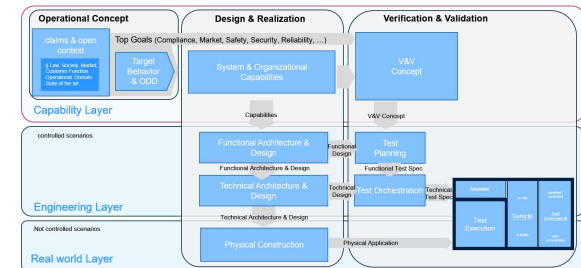 Operational Concept
Design & Realization
Verification & Validation
claims & open
context
§ Law, Society, Market,
Customer Function
Operational Domain
State of the art
Top Goals (Compliance, Market, Safety, Security, Reliability, …)
Target
Behavior
& ODD
System & Organizational
Capabilities
V&V
Concept
Capability Layer
Capabilities
V&V Concept
controlled scenarios
Functional Architecture &
Design
Functional
Design
Test
Planning
Functional Architecture & Design
Functional Test Spec
Technical Architecture &
Design
Technical
Design
Test Orchestration
Technical
Test Spec
Engineering Layer
Technical Architecture & Design
Simulation
Test
Execution
Vehicle
Not controlled scenarios
Physical Construction
Physical Application
Real world Layer